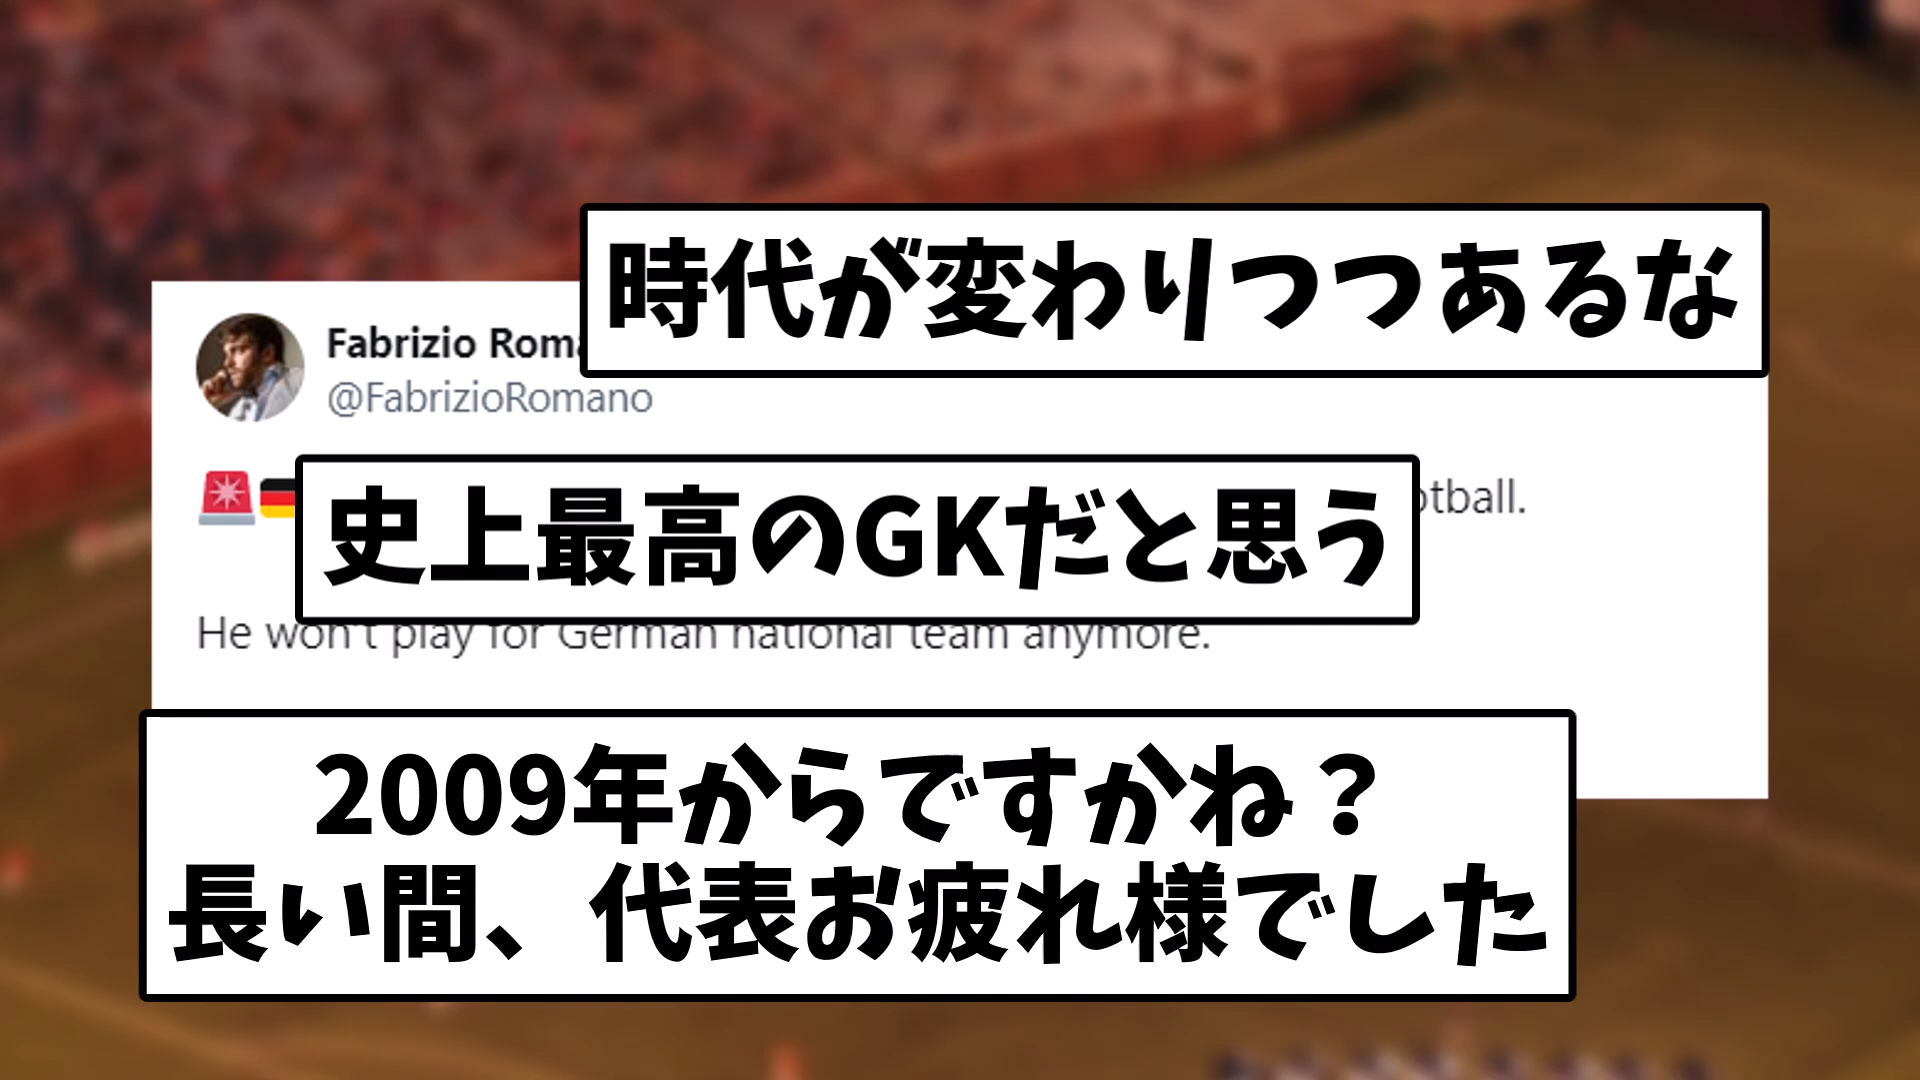 時代が変わりつつあるな
Fabrizio
@FabrizioRomano
史上最高のGKだと思う
He won't play for German national team anymore.
2009年からですかね？
長い間、代表お疲れ様でした